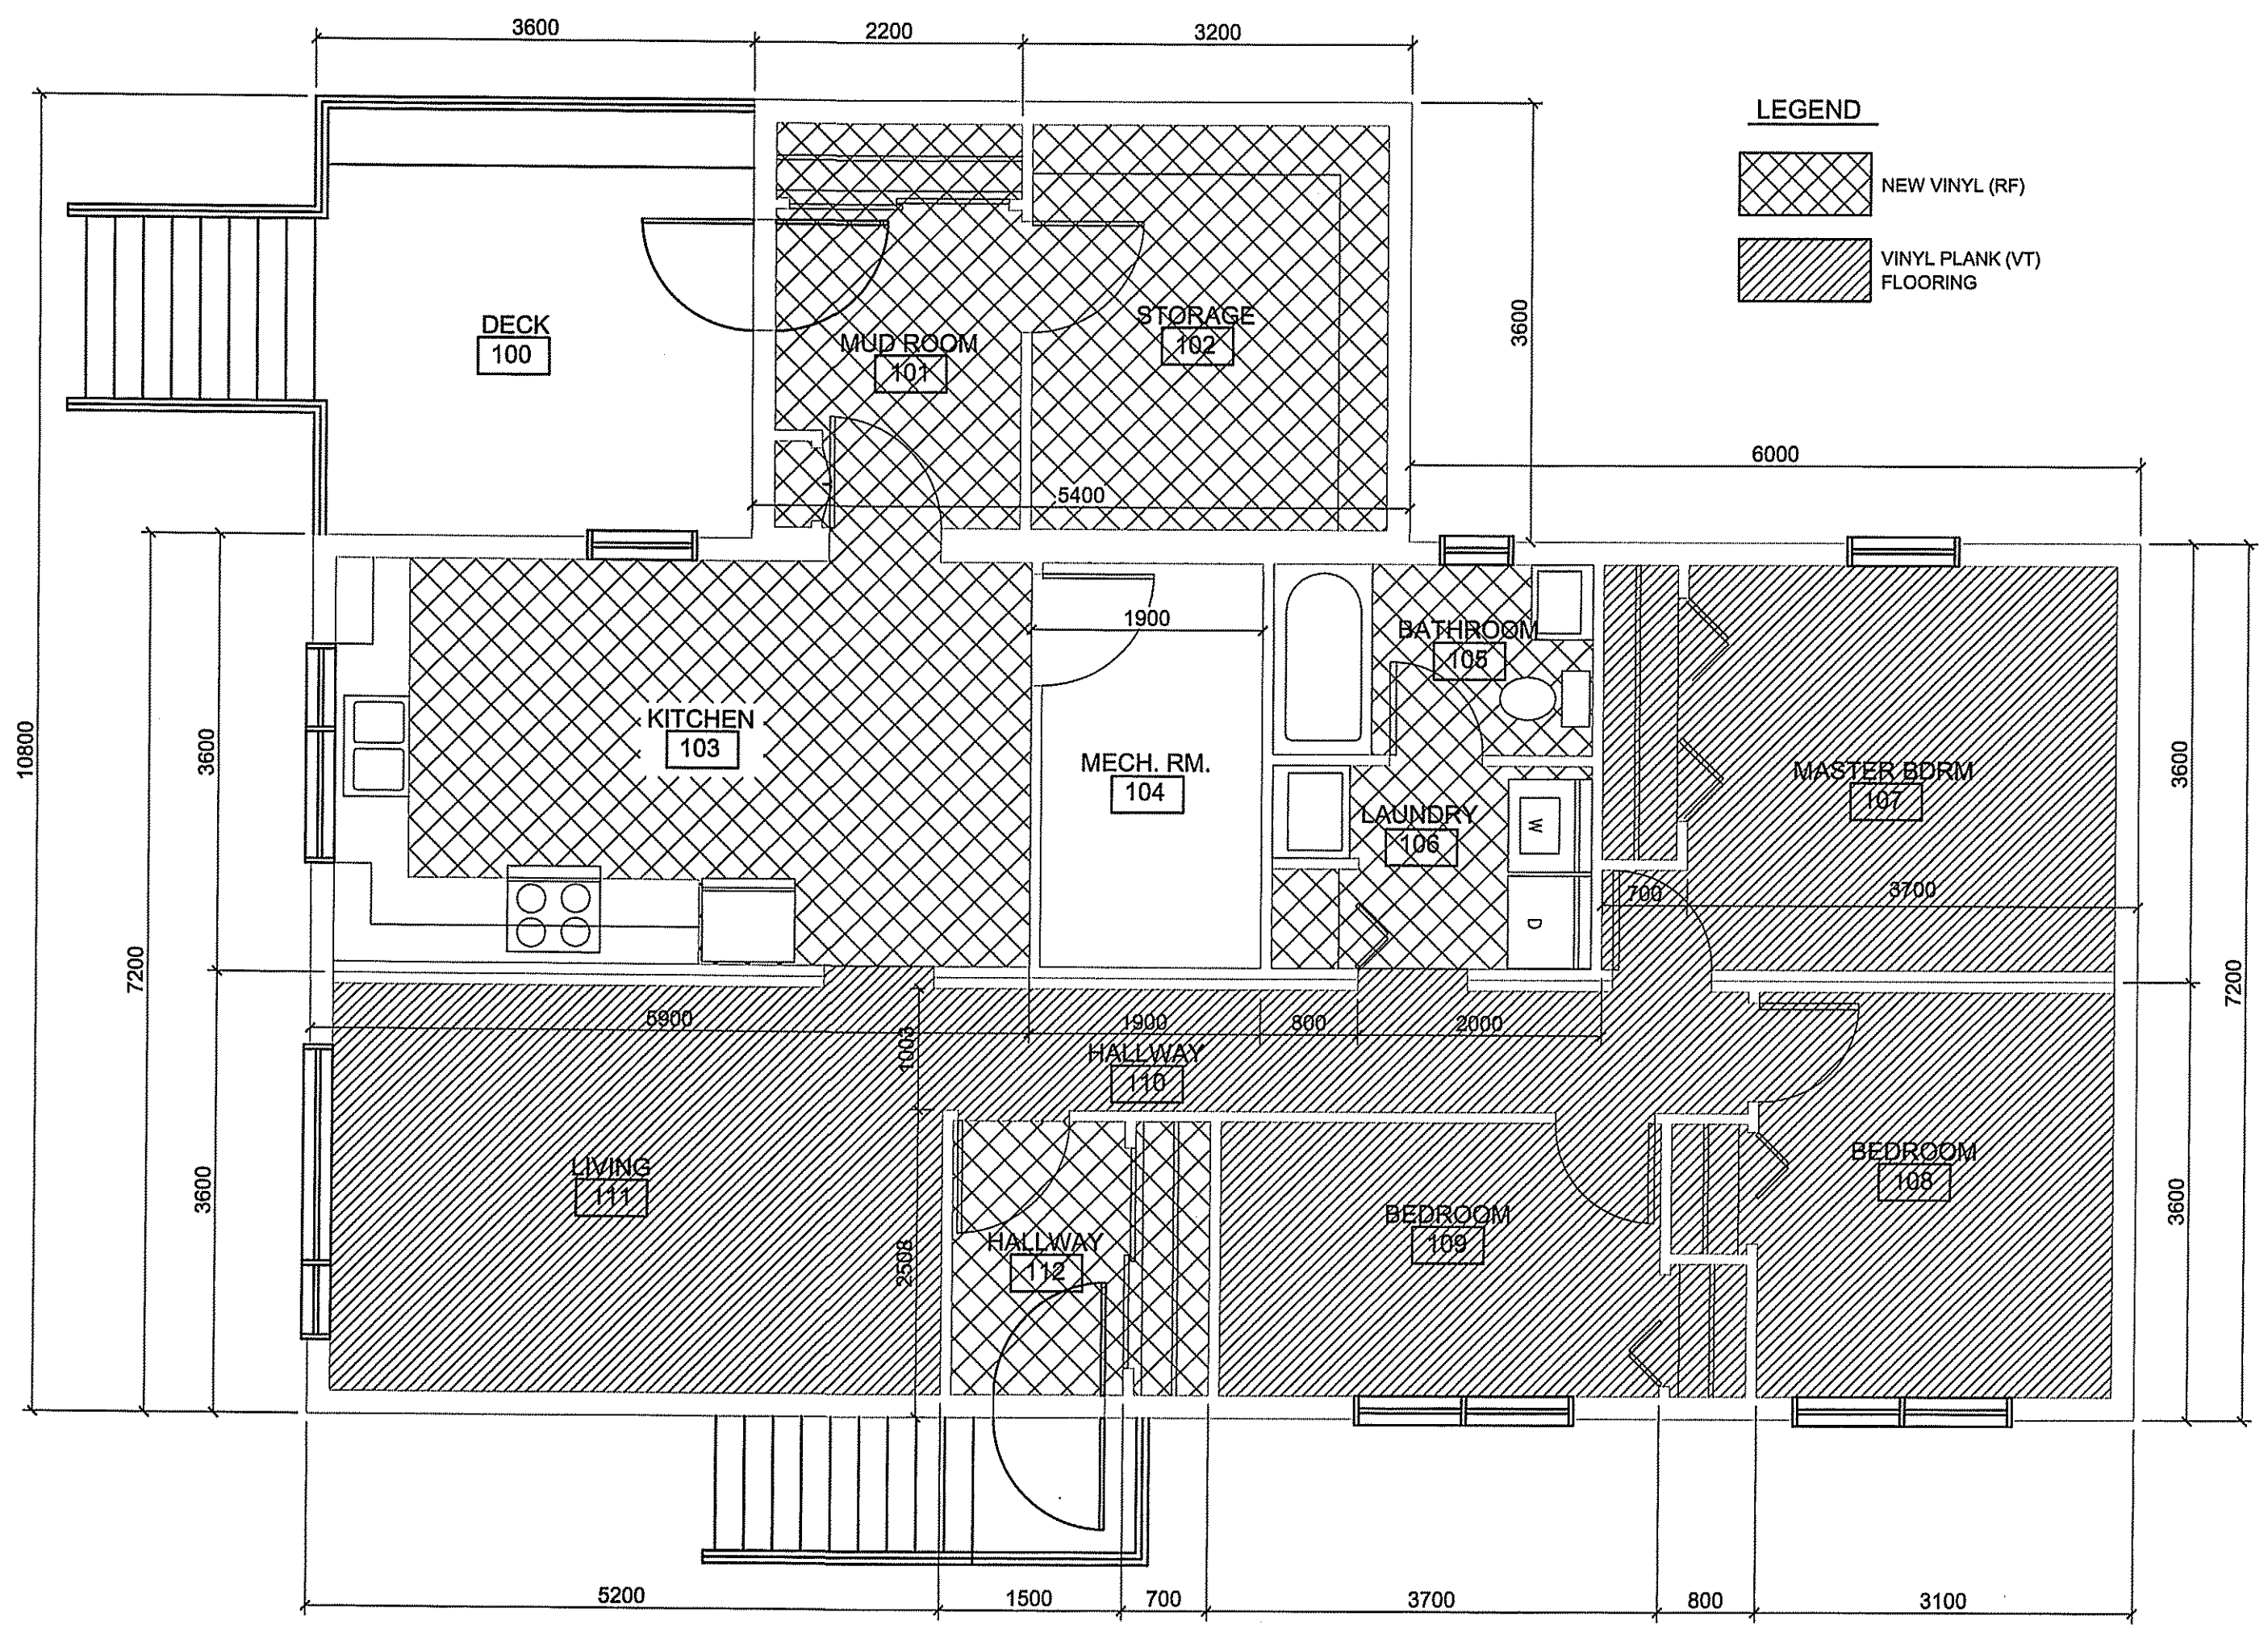 3600
2200
3200
LEGEND
NEW VINYL (RF)
VINYL PLANK (VT)
FLOORING
3600
DECK
100
MUD ROOM
101
STORAGE
102
6000
5400
1900
BATHROOM
105
KITCHEN
103
MECH. RM.
104
LAUNDRY
106
W
D
MASTER BDRM
107
700
3700
10800
7200
3600
3600
3600
3600
7200
5900
1900
800
2000
1003
HALLWAY
110
LIVING
111
2508
HALLWAY
112
BEDROOM
109
BEDROOM
108
5200
1500
700
3700
800
3100